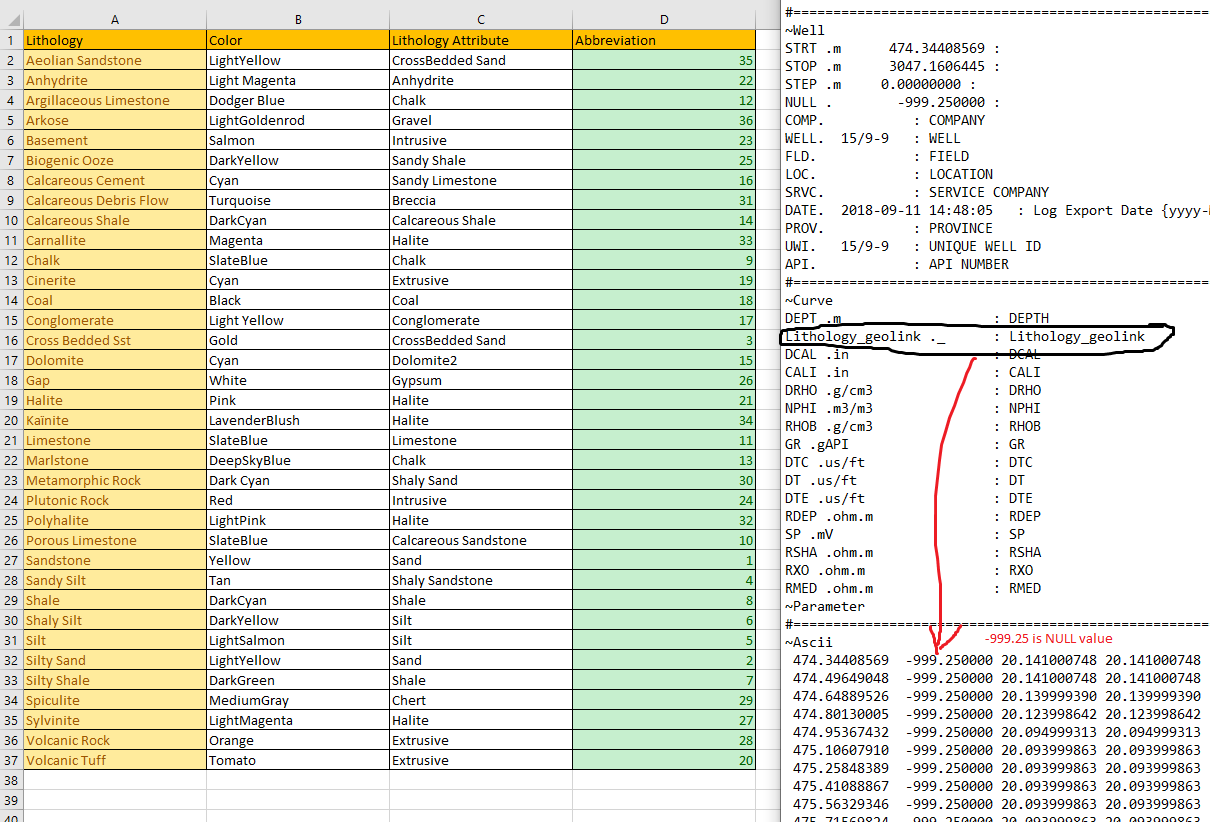 A B C D
1 Lithology Color Lithology Attribute Abbreviation
2 Aeolian Sandstone LightYellow CrossBedded Sand 35
3 Anhydrite Light Magenta Anhydrite 22
4 Argillaceous Limestone Dodger Blue Chalk 12
5 Arkose LightGoldenrod Gravel 36
6 Basement Salmon Intrusive 23
7 Biogenic Ooze DarkYellow Sandy Shale 25
8 Calcareous Cement Cyan Sandy Limestone 16
9 Calcareous Debris Flow Turquoise Breccia 31
10 Calcareous Shale DarkCyan Calcareous Shale 14
11 Carnallite Magenta Halite 33
12 Chalk SlateBlue Chalk 9
13 Cinerite Cyan Extrusive 19
14 Coal Black Coal 18
15 Conglomerate Light Yellow Conglomerate 17
16 Cross Bedded Sst Gold CrossBedded Sand 3
17 Dolomite Cyan Dolomite2 15
18 Gap White Gypsum 26
19 Halite Pink Halite 21
20 Kaïnite LavenderBlush Halite 34
21 Limestone SlateBlue Limestone 11
22 Marlstone DeepSkyBlue Chalk 13
23 Metamorphic Rock Dark Cyan Shaly Sand 30
24 Plutonic Rock Red Intrusive 24
25 Polyhalite LightPink Halite 32
26 Porous Limestone SlateBlue Calcareous Sandstone 10
27 Sandstone Yellow Sand 1
28 Sandy Silt Tan Shaly Sandstone 4
29 Shale DarkCyan Shale 8
30 Shaly Silt DarkYellow Silt 6
31 Silt LightSalmon Silt 5
32 Silty Sand LightYellow Sand 2
33 Silty Shale DarkGreen Shale 7
34 Spiculite MediumGray Chert 29
35 Sylvinite LightMagenta Halite 27
36 Volcanic Rock Orange Extrusive 28
37 Volcanic Tuff Tomato Extrusive 20
38
39
40
#==================================================
~Well
STRT .m 474.34408569 :
STOP .m 3047.1606445 :
STEP .m 0.00000000 :
NULL . -999.250000 :
COMP. : COMPANY
WELL. 15/9-9 : WELL
FLD. : FIELD
LOC. : LOCATION
SRVC. : SERVICE COMPANY
DATE. 2018-09-11 14:48:05 : Log Export Date {yyyy-
PROV. : PROVINCE
UWI. 15/9-9 : UNIQUE WELL ID
API. : API NUMBER
#==================================================
~Curve
DEPT .m : DEPTH
Lithology_geolink ._ : Lithology_geolink
DCAL .in : DCAL
CALI .in : CALI
DRHO .g/cm3 : DRHO
NPHI .m3/m3 : NPHI
RHOB .g/cm3 : RHOB
GR .gAPI : GR
DTC .us/ft : DTC
DT .us/ft : DT
DTE .us/ft : DTE
RDEP .ohm.m : RDEP
SP .mV : SP
RSHA .ohm.m : RSHA
RXO .ohm.m : RXO
RMED .ohm.m : RMED
~Parameter
#==================================================
~Ascii -999.25 is NULL value
474.34408569 -999.250000 20.141000748 20.141000748
474.49649048 -999.250000 20.141000748 20.141000748
474.64889526 -999.250000 20.139999390 20.139999390
474.80130005 -999.250000 20.123998642 20.123998642
474.95367432 -999.250000 20.094999313 20.094999313
475.10607910 -999.250000 20.093999863 20.093999863
475.25848389 -999.250000 20.093999863 20.093999863
475.41088867 -999.250000 20.093999863 20.093999863
475.56329346 -999.250000 20.093999863 20.093999863
475.71569824 -999.250000 20.093999863 20.093999863